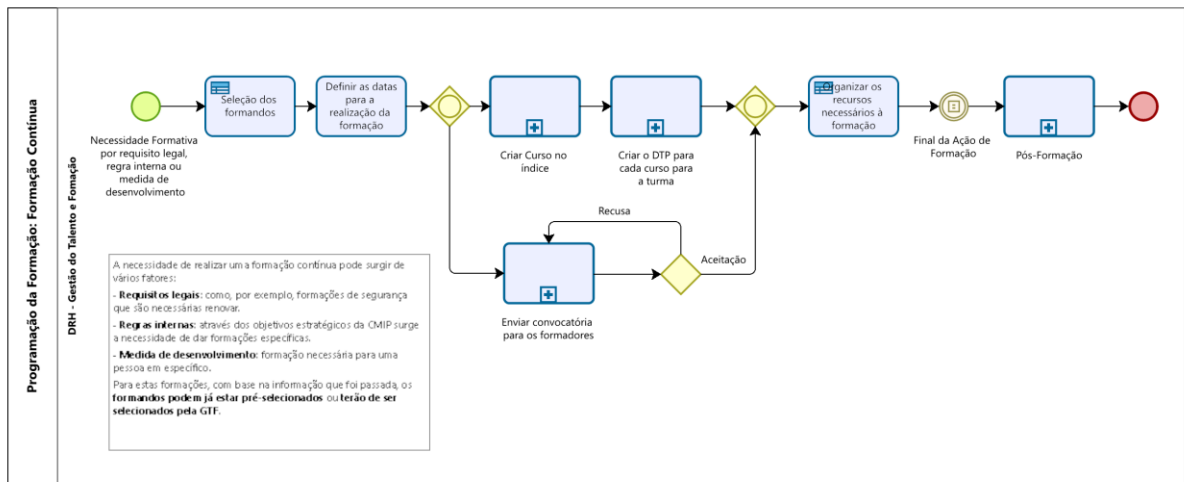 Programação da Formação: Formação Contínua
DRH - Gestão do Talento e Fomação
Necessidade Formativa
por requisito legal,
regra interna ou
medida de
desenvolvimento
Seleção dos
formandos
Definir as datas
para a
realização da
formação
Criar Curso no
índice
Criar o DTP para
cada curso para
a turma
Organizar os
recursos
necessários à
formação
Final da Ação de
Formação
Pós-Formação
Recusa
Aceitação
Enviar convocatória
para os formadores
A necessidade de realizar uma formação contínua pode surgir de
vários fatores:
- Requisitos legais: como, por exemplo, formações de segurança
que são necessárias renovar.
- Regras internas: através dos objetivos estratégicos da CMIP surge
a necessidade de dar formações específicas.
- Medida de desenvolvimento: formação necessária para uma
pessoa em específico.
Para estas formações, com base na informação que foi passada, os
formandos podem já estar pré-selecionados ou terão de ser
selecionados pela GTF.